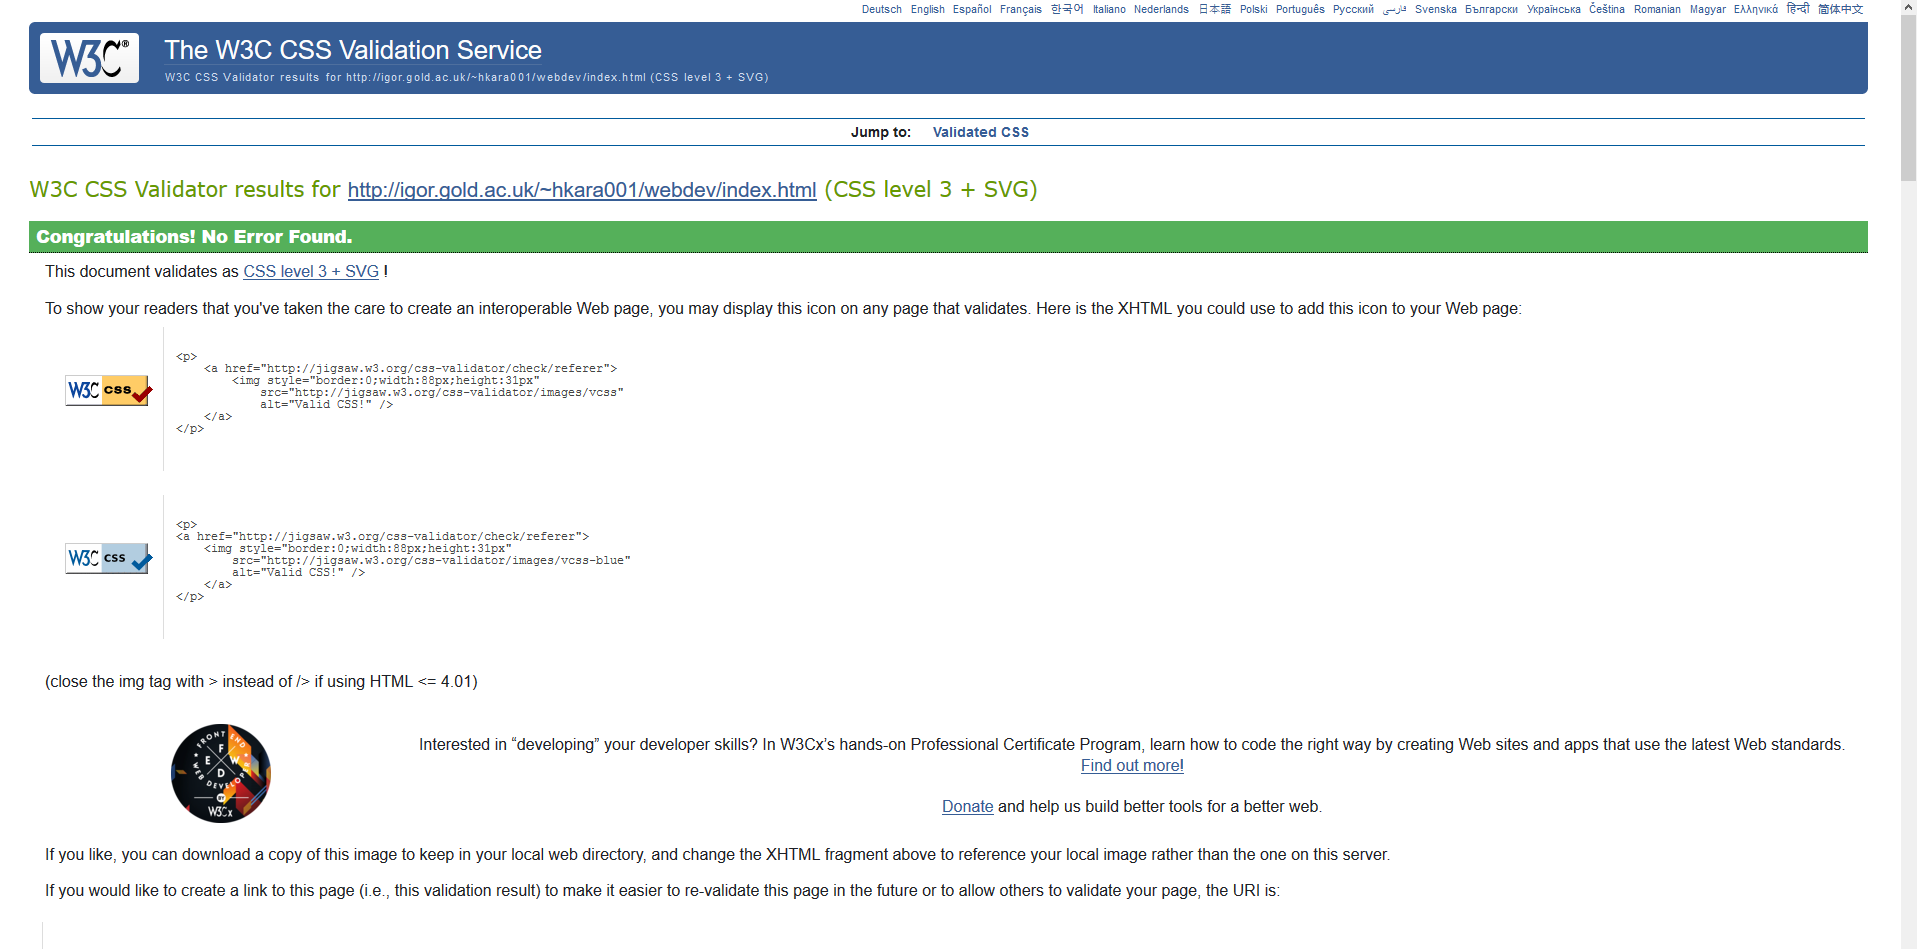 Deutsch English Español Français 한국어 Italiano Nederlands 日本語 Polski Português Русский فارسی Svenska Български Українська Čeština Romanian Magyar Ελληνικά हिन्दी 简体中文
W3C®
The W3C CSS Validation Service
W3C CSS Validator results for http://igor.gold.ac.uk/~hkara001/webdev/index.html (CSS level 3 + SVG)
Jump to: Validated CSS
W3C CSS Validator results for http://igor.gold.ac.uk/~hkara001/webdev/index.html (CSS level 3 + SVG)
Congratulations! No Error Found.
This document validates as CSS level 3 + SVG !
To show your readers that you've taken the care to create an interoperable Web page, you may display this icon on any page that validates. Here is the XHTML you could use to add this icon to your Web page:
W3C css
<p>
<a href="http://jigsaw.w3.org/css-validator/check/referer">
<img style="border:0;width:88px;height:31px"
src="http://jigsaw.w3.org/css-validator/images/vcss"
alt="Valid CSS!" />
</a>
</p>
W3C css
<p>
<a href="http://jigsaw.w3.org/css-validator/check/referer">
<img style="border:0;width:88px;height:31px"
src="http://jigsaw.w3.org/css-validator/images/vcss-blue"
alt="Valid CSS!" />
</a>
</p>
(close the img tag with > instead of /> if using HTML <= 4.01)
FRONT END
F E W D
WEB DEVELOPER
BY
W3Cx
Interested in “developing” your developer skills? In W3Cx’s hands-on Professional Certificate Program, learn how to code the right way by creating Web sites and apps that use the latest Web standards.
Find out more!
Donate and help us build better tools for a better web.
If you like, you can download a copy of this image to keep in your local web directory, and change the XHTML fragment above to reference your local image rather than the one on this server.
If you would like to create a link to this page (i.e., this validation result) to make it easier to re-validate this page in the future or to allow others to validate your page, the URI is: